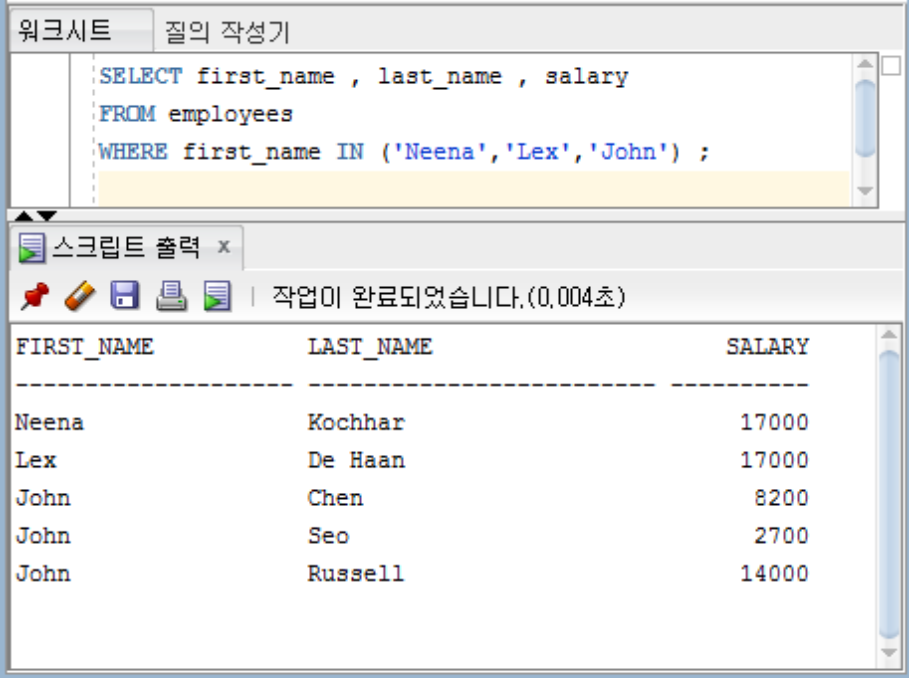 워크시트 질의 작성기
SELECT first_name , last_name , salary
FROM employees
WHERE first_name IN ('Neena','Lex','John') ;
스크립트 출력 x
작업이 완료되었습니다.(0,004초)
FIRST_NAME LAST_NAME SALARY
-------------------- ------------------------- ----------
Neena Kochhar 17000
Lex De Haan 17000
John Chen 8200
John Seo 2700
John Russell 14000